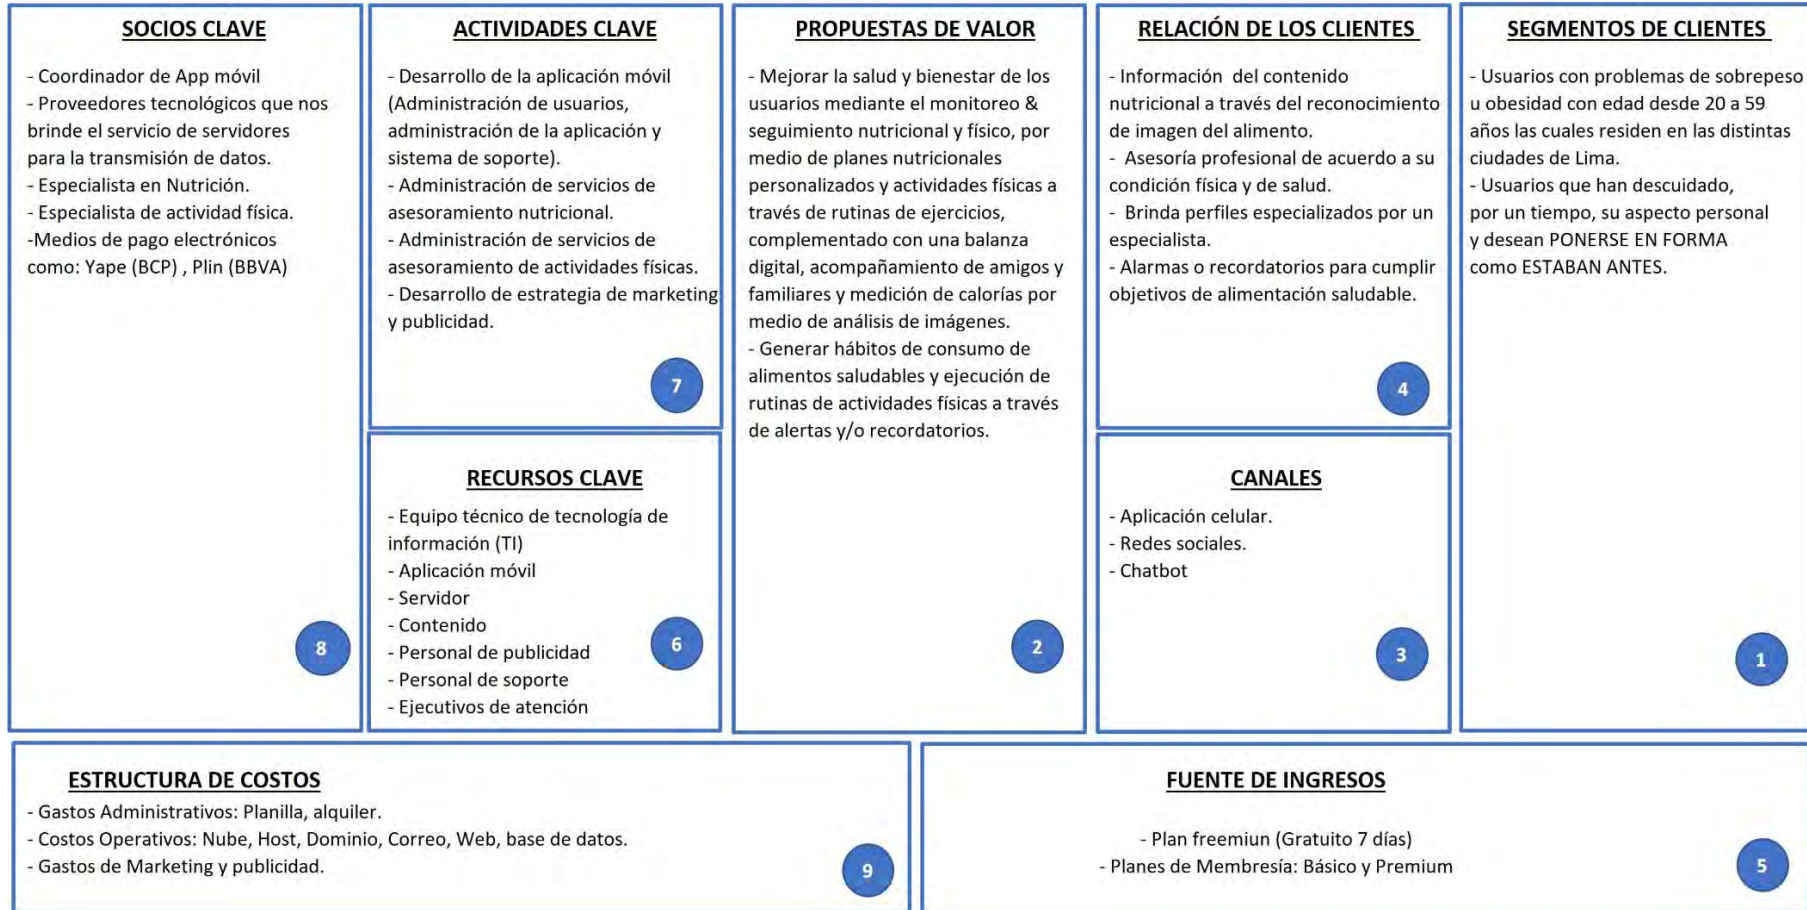 SOCIOS CLAVE
- Coordinador de App móvil
- Proveedores tecnológicos que nos
brinde el servicio de servidores
para la transmisión de datos.
- Especialista en Nutrición.
- Especialista de actividad física.
-Medios de pago electrónicos
como: Yape (BCP) , Plin (BBVA)
8
ACTIVIDADES CLAVE
- Desarrollo de la aplicación móvil
(Administración de usuarios,
administración de la aplicación y
sistema de soporte).
- Administración de servicios de
asesoramiento nutricional.
- Administración de servicios de
asesoramiento de actividades físicas.
- Desarrollo de estrategia de marketing
y publicidad.
7
RECURSOS CLAVE
- Equipo técnico de tecnología de
información (TI)
- Aplicación móvil
- Servidor
- Contenido
- Personal de publicidad
- Personal de soporte
- Ejecutivos de atención
6
PROPUESTAS DE VALOR
- Mejorar la salud y bienestar de los
usuarios mediante el monitoreo &
seguimiento nutricional y físico, por
medio de planes nutricionales
personalizados y actividades físicas a
través de rutinas de ejercicios,
complementado con una balanza
digital, acompañamiento de amigos y
familiares y medición de calorías por
medio de análisis de imágenes.
- Generar hábitos de consumo de
alimentos saludables y ejecución de
rutinas de actividades físicas a través
de alertas y/o recordatorios.
2
RELACIÓN DE LOS CLIENTES
- Información del contenido
nutricional a través del reconocimiento
de imagen del alimento.
- Asesoría profesional de acuerdo a su
condición física y de salud.
- Brinda perfiles especializados por un
especialista.
- Alarmas o recordatorios para cumplir
objetivos de alimentación saludable.
4
CANALES
- Aplicación celular.
- Redes sociales.
- Chatbot
3
SEGMENTOS DE CLIENTES
- Usuarios con problemas de sobrepeso
u obesidad con edad desde 20 a 59
años las cuales residen en las distintas
ciudades de Lima.
- Usuarios que han descuidado,
por un tiempo, su aspecto personal
y desean PONERSE EN FORMA
como ESTABAN ANTES.
1
ESTRUCTURA DE COSTOS
- Gastos Administrativos: Planilla, alquiler.
- Costos Operativos: Nube, Host, Dominio, Correo, Web, base de datos.
- Gastos de Marketing y publicidad.
9
FUENTE DE INGRESOS
- Plan freemiun (Gratuito 7 días)
- Planes de Membresía: Básico y Premium
5